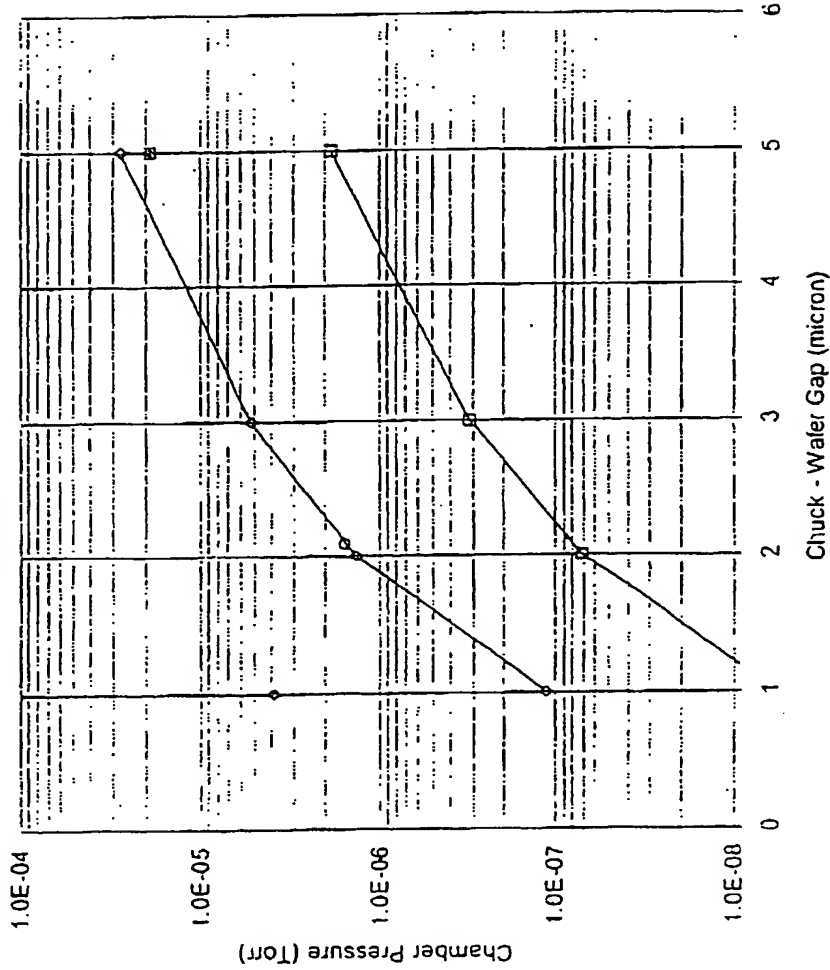 1.0E-04
1.0E-05
1.0E-06
1.0E-07
1.0E-08
Chamber Pressure (Torr)
0
1
2
3
4
5
6
Chuck - Wafer Gap (micron)